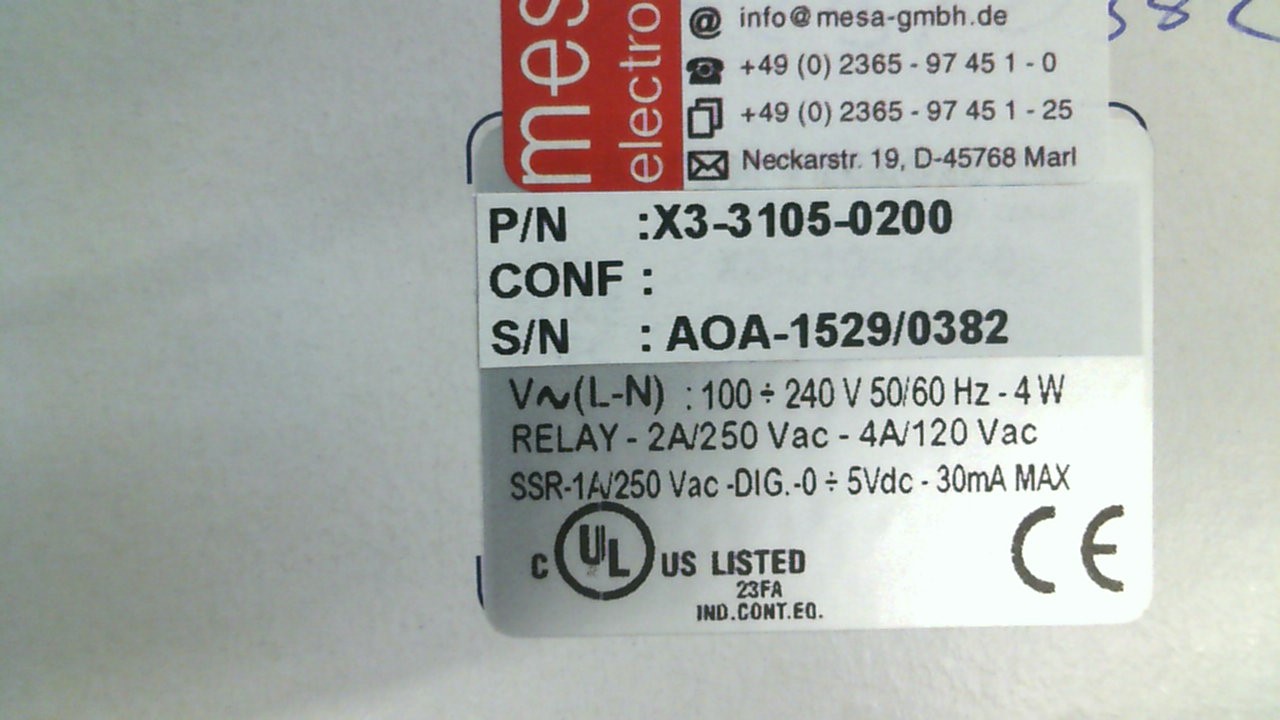 mes
electro
@ info@mesa-gmbh.de
+49 (0) 2365 - 97 45 1 - 0
+49 (0) 2365 - 97 45 1 - 25
Neckarstr. 19, D-45768 Marl
P/N :X3-3105-0200
CONF :
S/N : AOA-1529/0382
V~(L-N) : 100 ÷ 240 V 50/60 Hz - 4 W
RELAY - 2A/250 Vac - 4A/120 Vac
SSR-1A/250 Vac -DIG.-0 ÷ 5Vdc - 30mA MAX
C UL US LISTED
23FA
IND.CONT.EQ.
CE